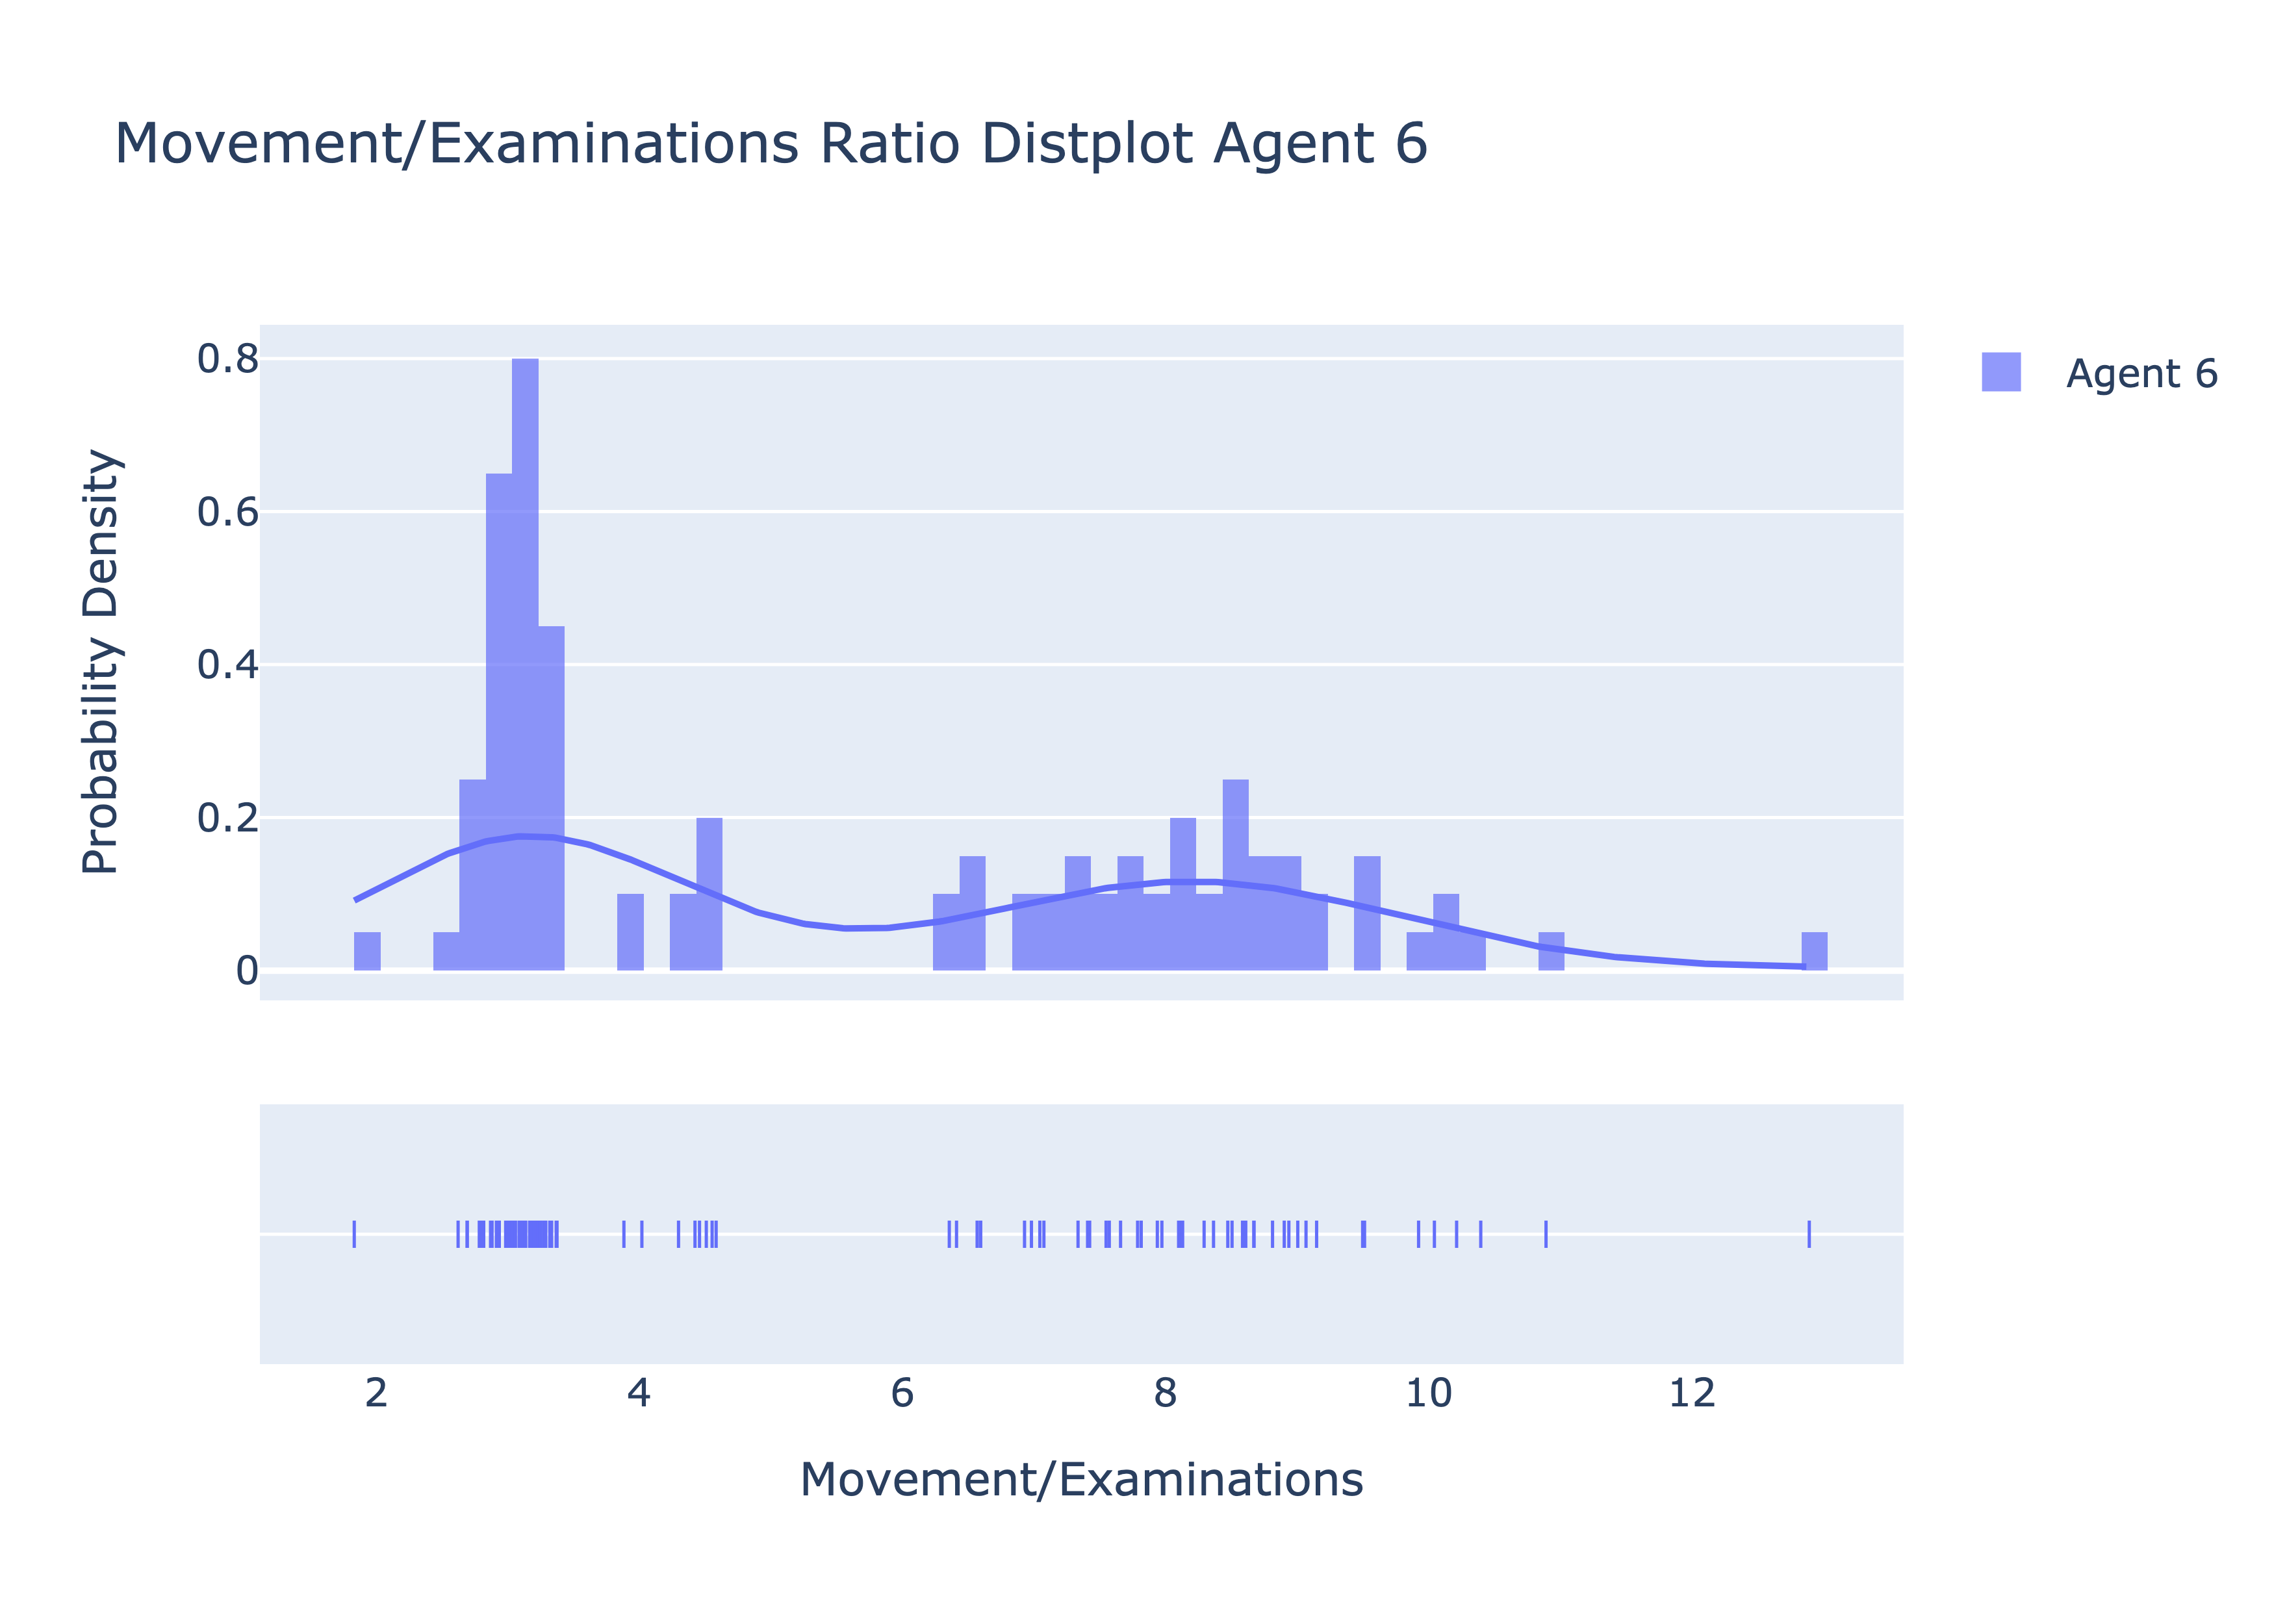 Movement/Examinations Ratio Distplot Agent 6
Agent 6
Probability Density
0.8
0.6
0.4
0.2
0
2 4 6 8 10 12
Movement/Examinations